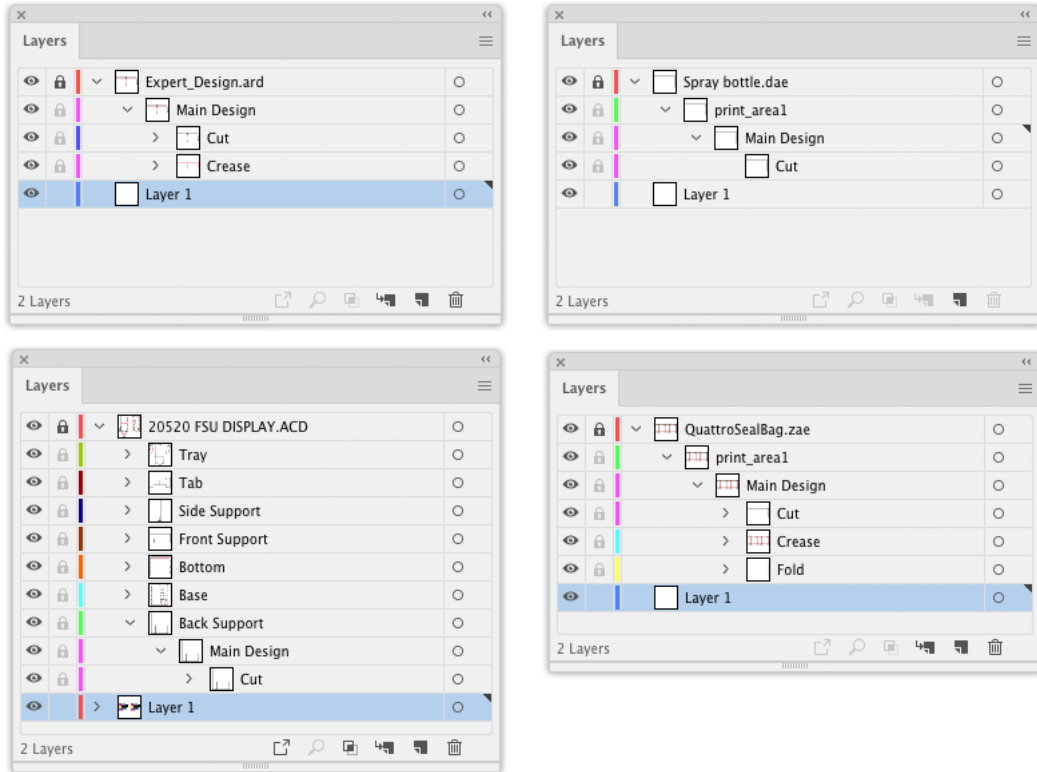 Layers
Expert_Design.ard
Main Design
Cut
Crease
Layer 1
2 Layers
Layers
Spray bottle.dae
print_area1
Main Design
Cut
Layer 1
2 Layers
Layers
20520 FSU DISPLAY.ACD
Tray
Tab
Side Support
Front Support
Bottom
Base
Back Support
Main Design
Cut
Layer 1
2 Layers
Layers
QuattroSealBag.zae
print_area1
Main Design
Cut
Crease
Fold
Layer 1
2 Layers